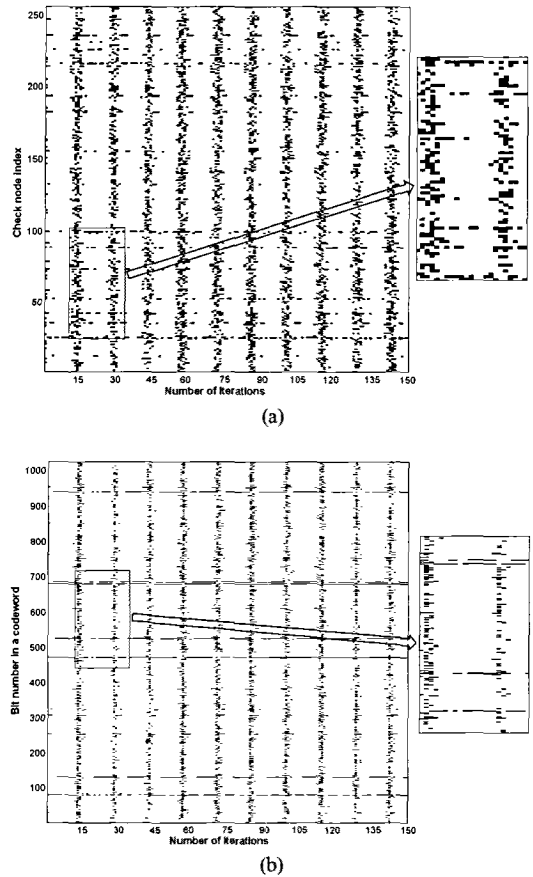 250
200
150
100
50
Check node index
15 30 45 60 75 90 105 120 130 150
Number of Iterations
(a)
1000
900
800
700
600
500
400
300
200
100
Bit number in a codeword
15 30 45 60 75 90 105 120 135 150
Number of Iterations
(b)